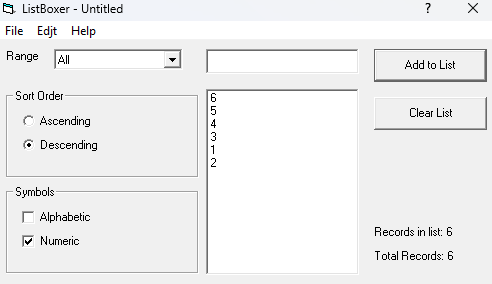 ListBoxer - Untitled
? ×
File Edjt Help
Range All Add to List
Sort Order
Ascending
Descending
6
5
4
3
1
2
Clear List
Symbols
Alphabetic
Numeric
Records in list: 6
Total Records: 6